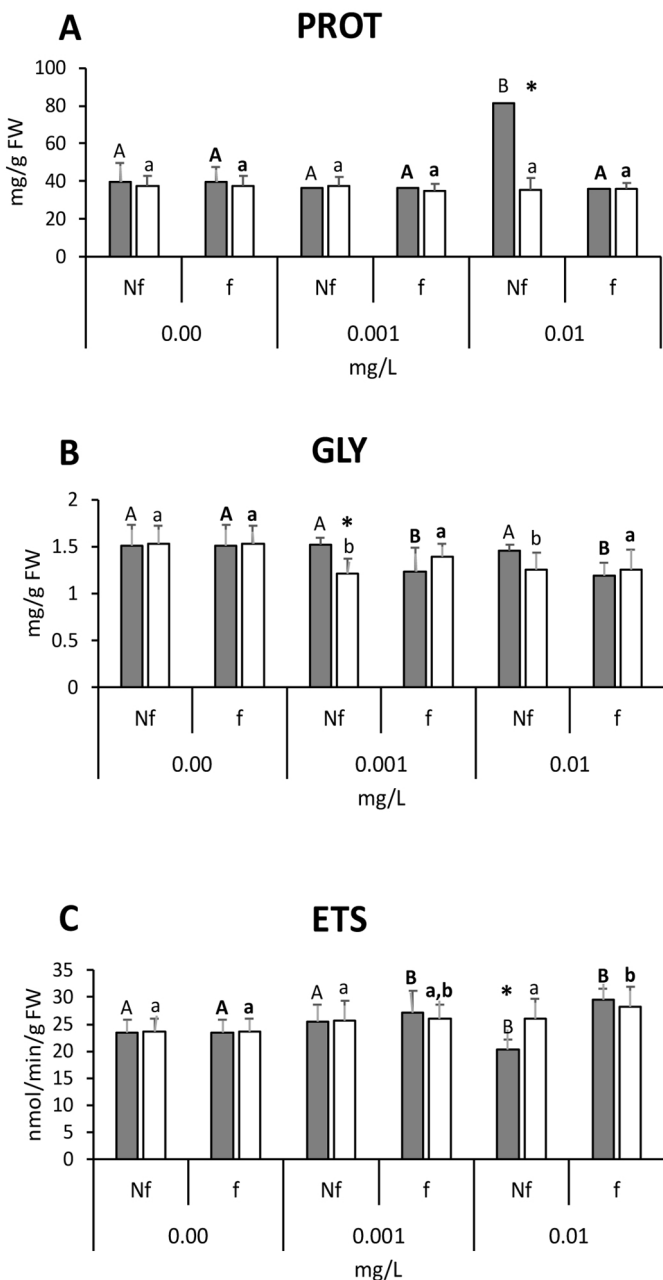 A PROT
100
80
60
40
20
0
mg/g FW
A a A a A a A a B * a A a
Nf f Nf f Nf f
0.00 0.001 0.01
mg/L
B GLY
2
1.5
1
0.5
0
mg/g FW
A a A a A * b B a A b B a
Nf f Nf f Nf f
0.00 0.001 0.01
mg/L
C ETS
35
30
25
20
15
10
5
0
nmol/min/g FW
A a A a A a B a,b * B a B b
Nf f Nf f Nf f
0.00 0.001 0.01
mg/L